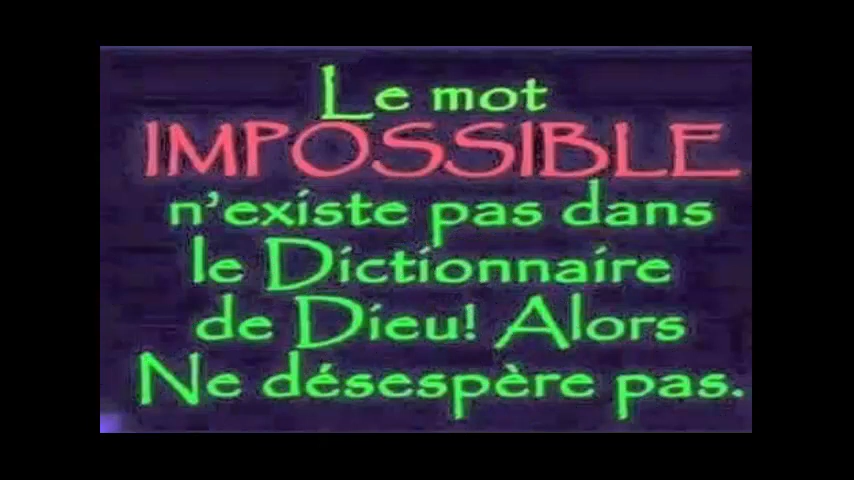 Le mot
IMPOSSIBLE
n'existe pas dans
le Dictionnaire
de Dieu! Alors
Ne désespère pas.